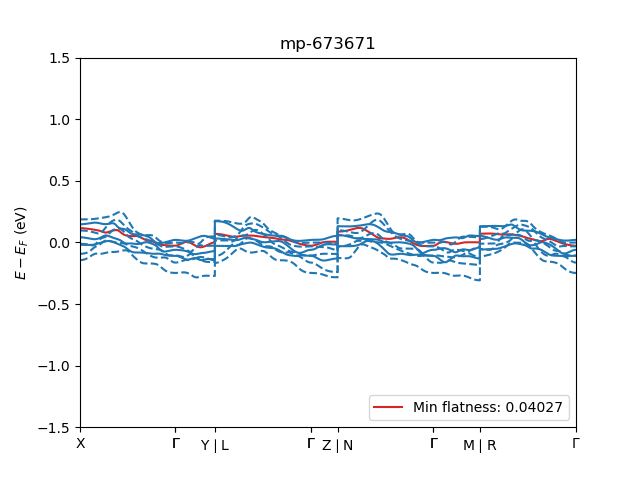 mp-673671
1.5
1.0
0.5
0.0
−0.5
−1.0
−1.5
E − E_F (eV)
Min flatness: 0.04027
X Γ Y | L Γ Z | N Γ M | R Γ